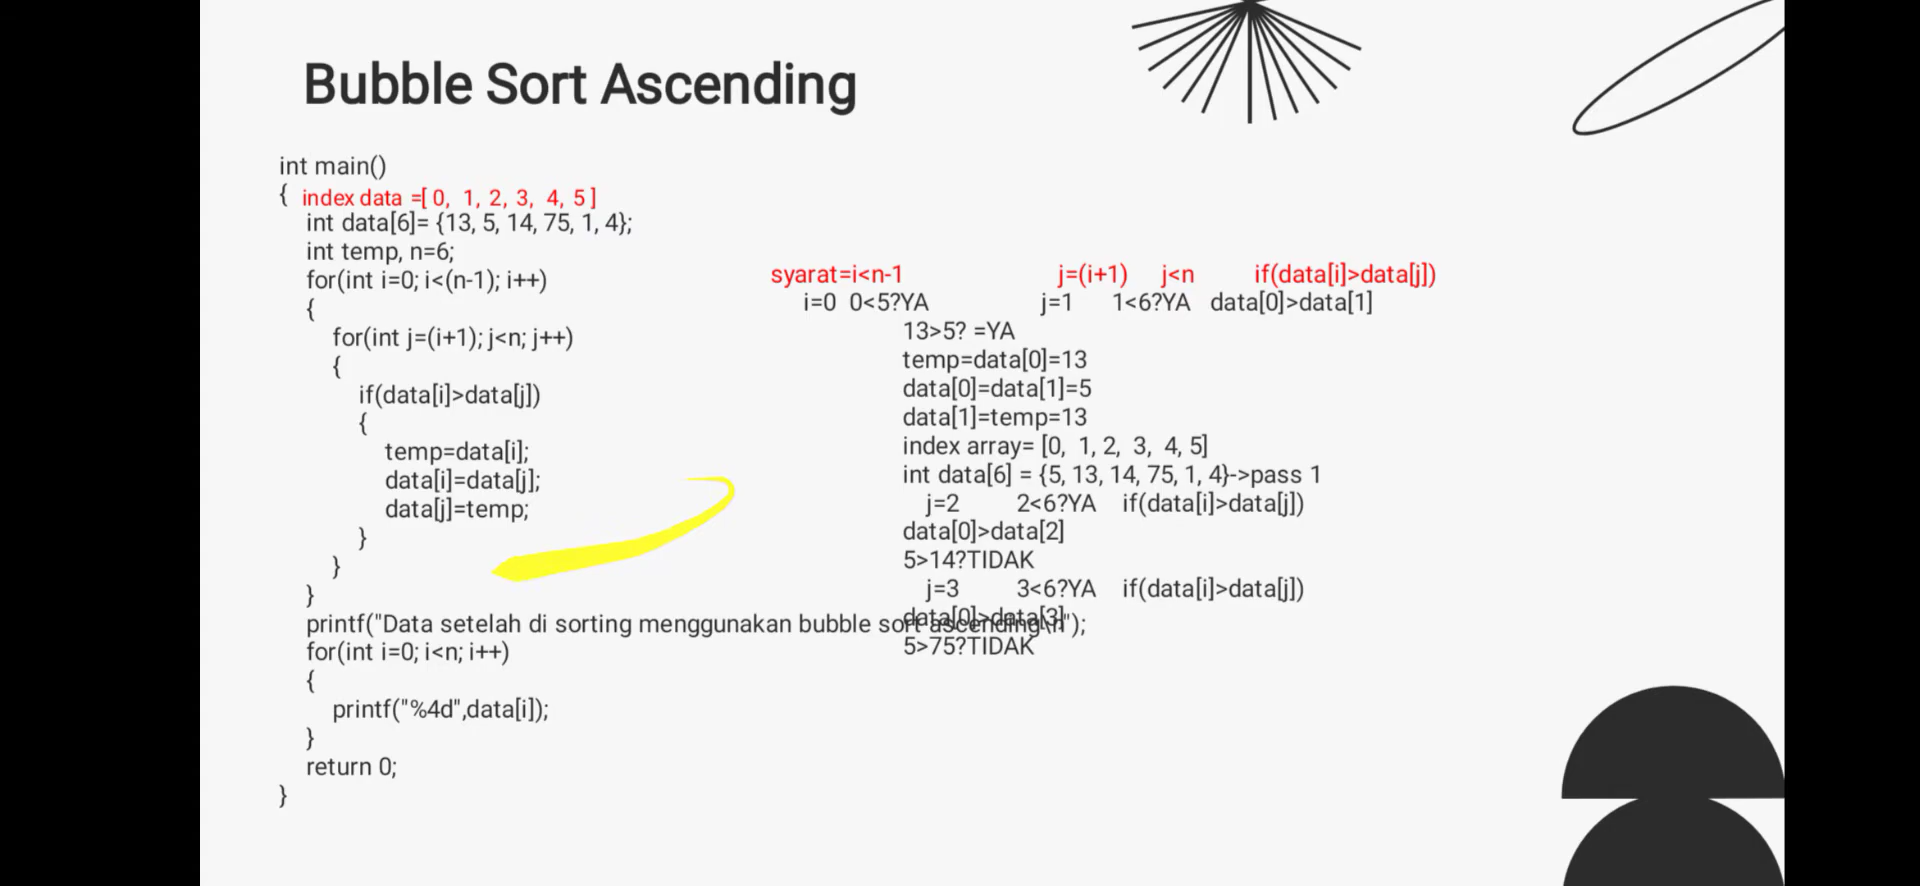 Bubble Sort Ascending
int main()
{ index data =[ 0, 1, 2, 3, 4, 5 ]
int data[6]= {13, 5, 14, 75, 1, 4};
int temp, n=6;
for(int i=0; i<(n-1); i++)
{
for(int j=(i+1); j<n; j++)
{
if(data[i]>data[j])
{
temp=data[i];
data[i]=data[j];
data[j]=temp;
}
}
}
printf("Data setelah di sorting menggunakan bubble sort ascending\n");
for(int i=0; i<n; i++)
{
printf("%4d",data[i]);
}
return 0;
}
syarat=i<n-1 j=(i+1) j<n if(data[i]>data[j])
i=0 0<5?YA j=1 1<6?YA data[0]>data[1]
13>5? =YA
temp=data[0]=13
data[0]=data[1]=5
data[1]=temp=13
index array= [0, 1, 2, 3, 4, 5]
int data[6] = {5, 13, 14, 75, 1, 4}->pass 1
j=2 2<6?YA if(data[i]>data[j])
data[0]>data[2]
5>14?TIDAK
j=3 3<6?YA if(data[i]>data[j])
data[0]>data[3]
5>75?TIDAK